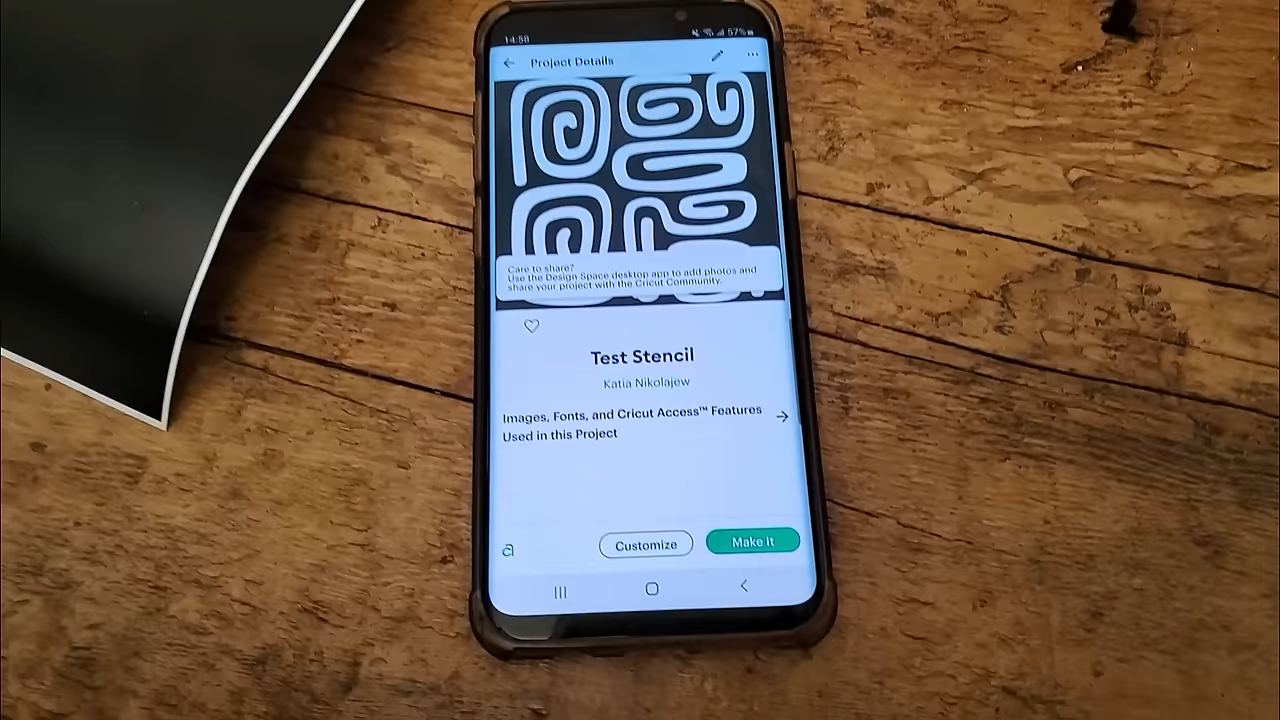 14:58
57%
Project Details
Care to share?
Use the Design Space desktop app to add photos and
share your project with the Cricut Community.
Test Stencil
Katia Nikolajew
Images, Fonts, and Cricut Access™ Features
Used in this Project
a
Customize
Make It